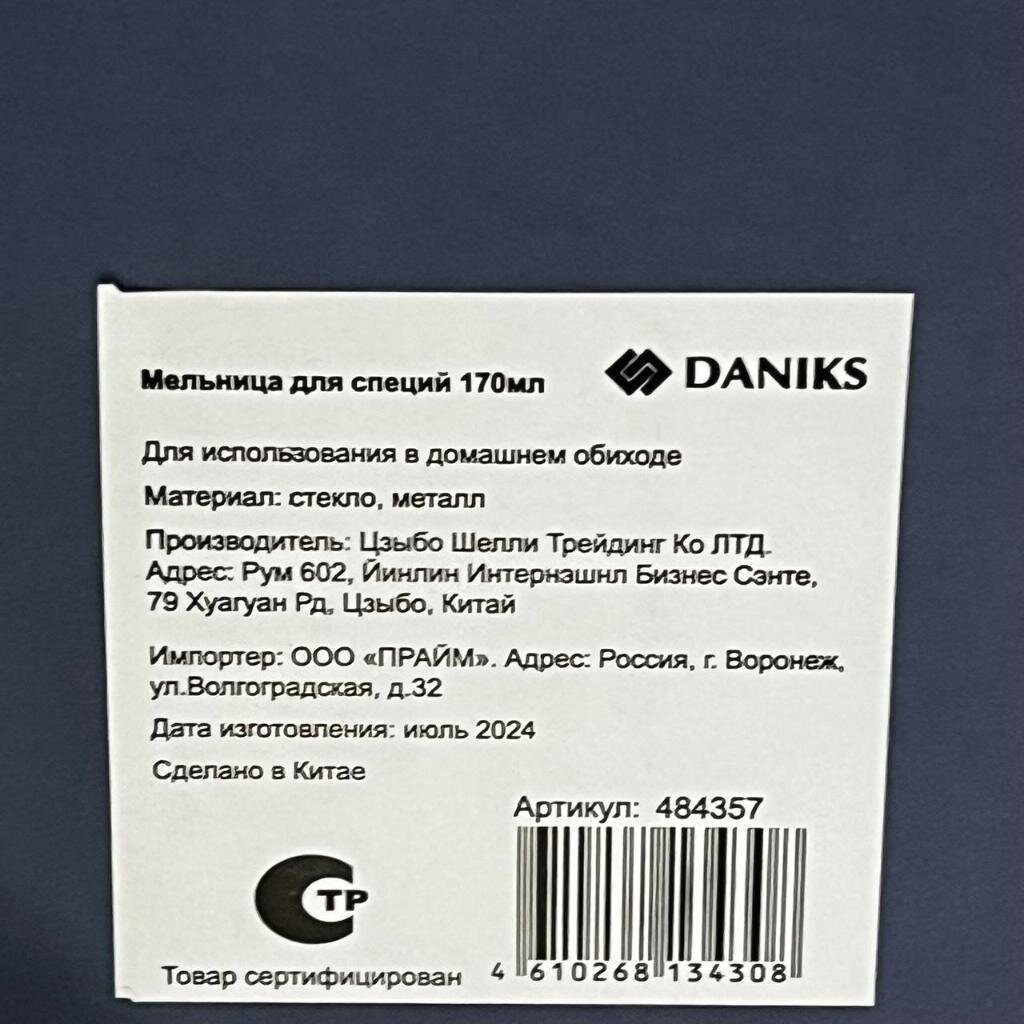 Мельница для специй 170мл
DANIKS
Для использования в домашнем обиходе
Материал: стекло, металл
Производитель: Цзыбо Шелли Трейдинг Ко ЛТД.
Адрес: Рум 602, Йинлин Интернэшнл Бизнес Сэнте,
79 Хуагуан Рд, Цзыбо, Китай
Импортер: ООО «ПРАЙМ». Адрес: Россия, г. Воронеж,
ул.Волгоградская, д.32
Дата изготовления: июль 2024
Сделано в Китае
Артикул: 484357
4 610268 134308
СТР
Товар сертифицирован